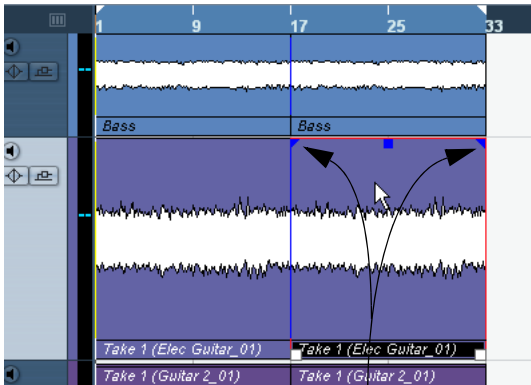 1 9 17 25 33
Bass Bass
Take 1 (Elec Guitar_01) Take 1 (Elec Guitar_01)
Take 1 (Guitar 2_01) Take 1 (Guitar 2_01)